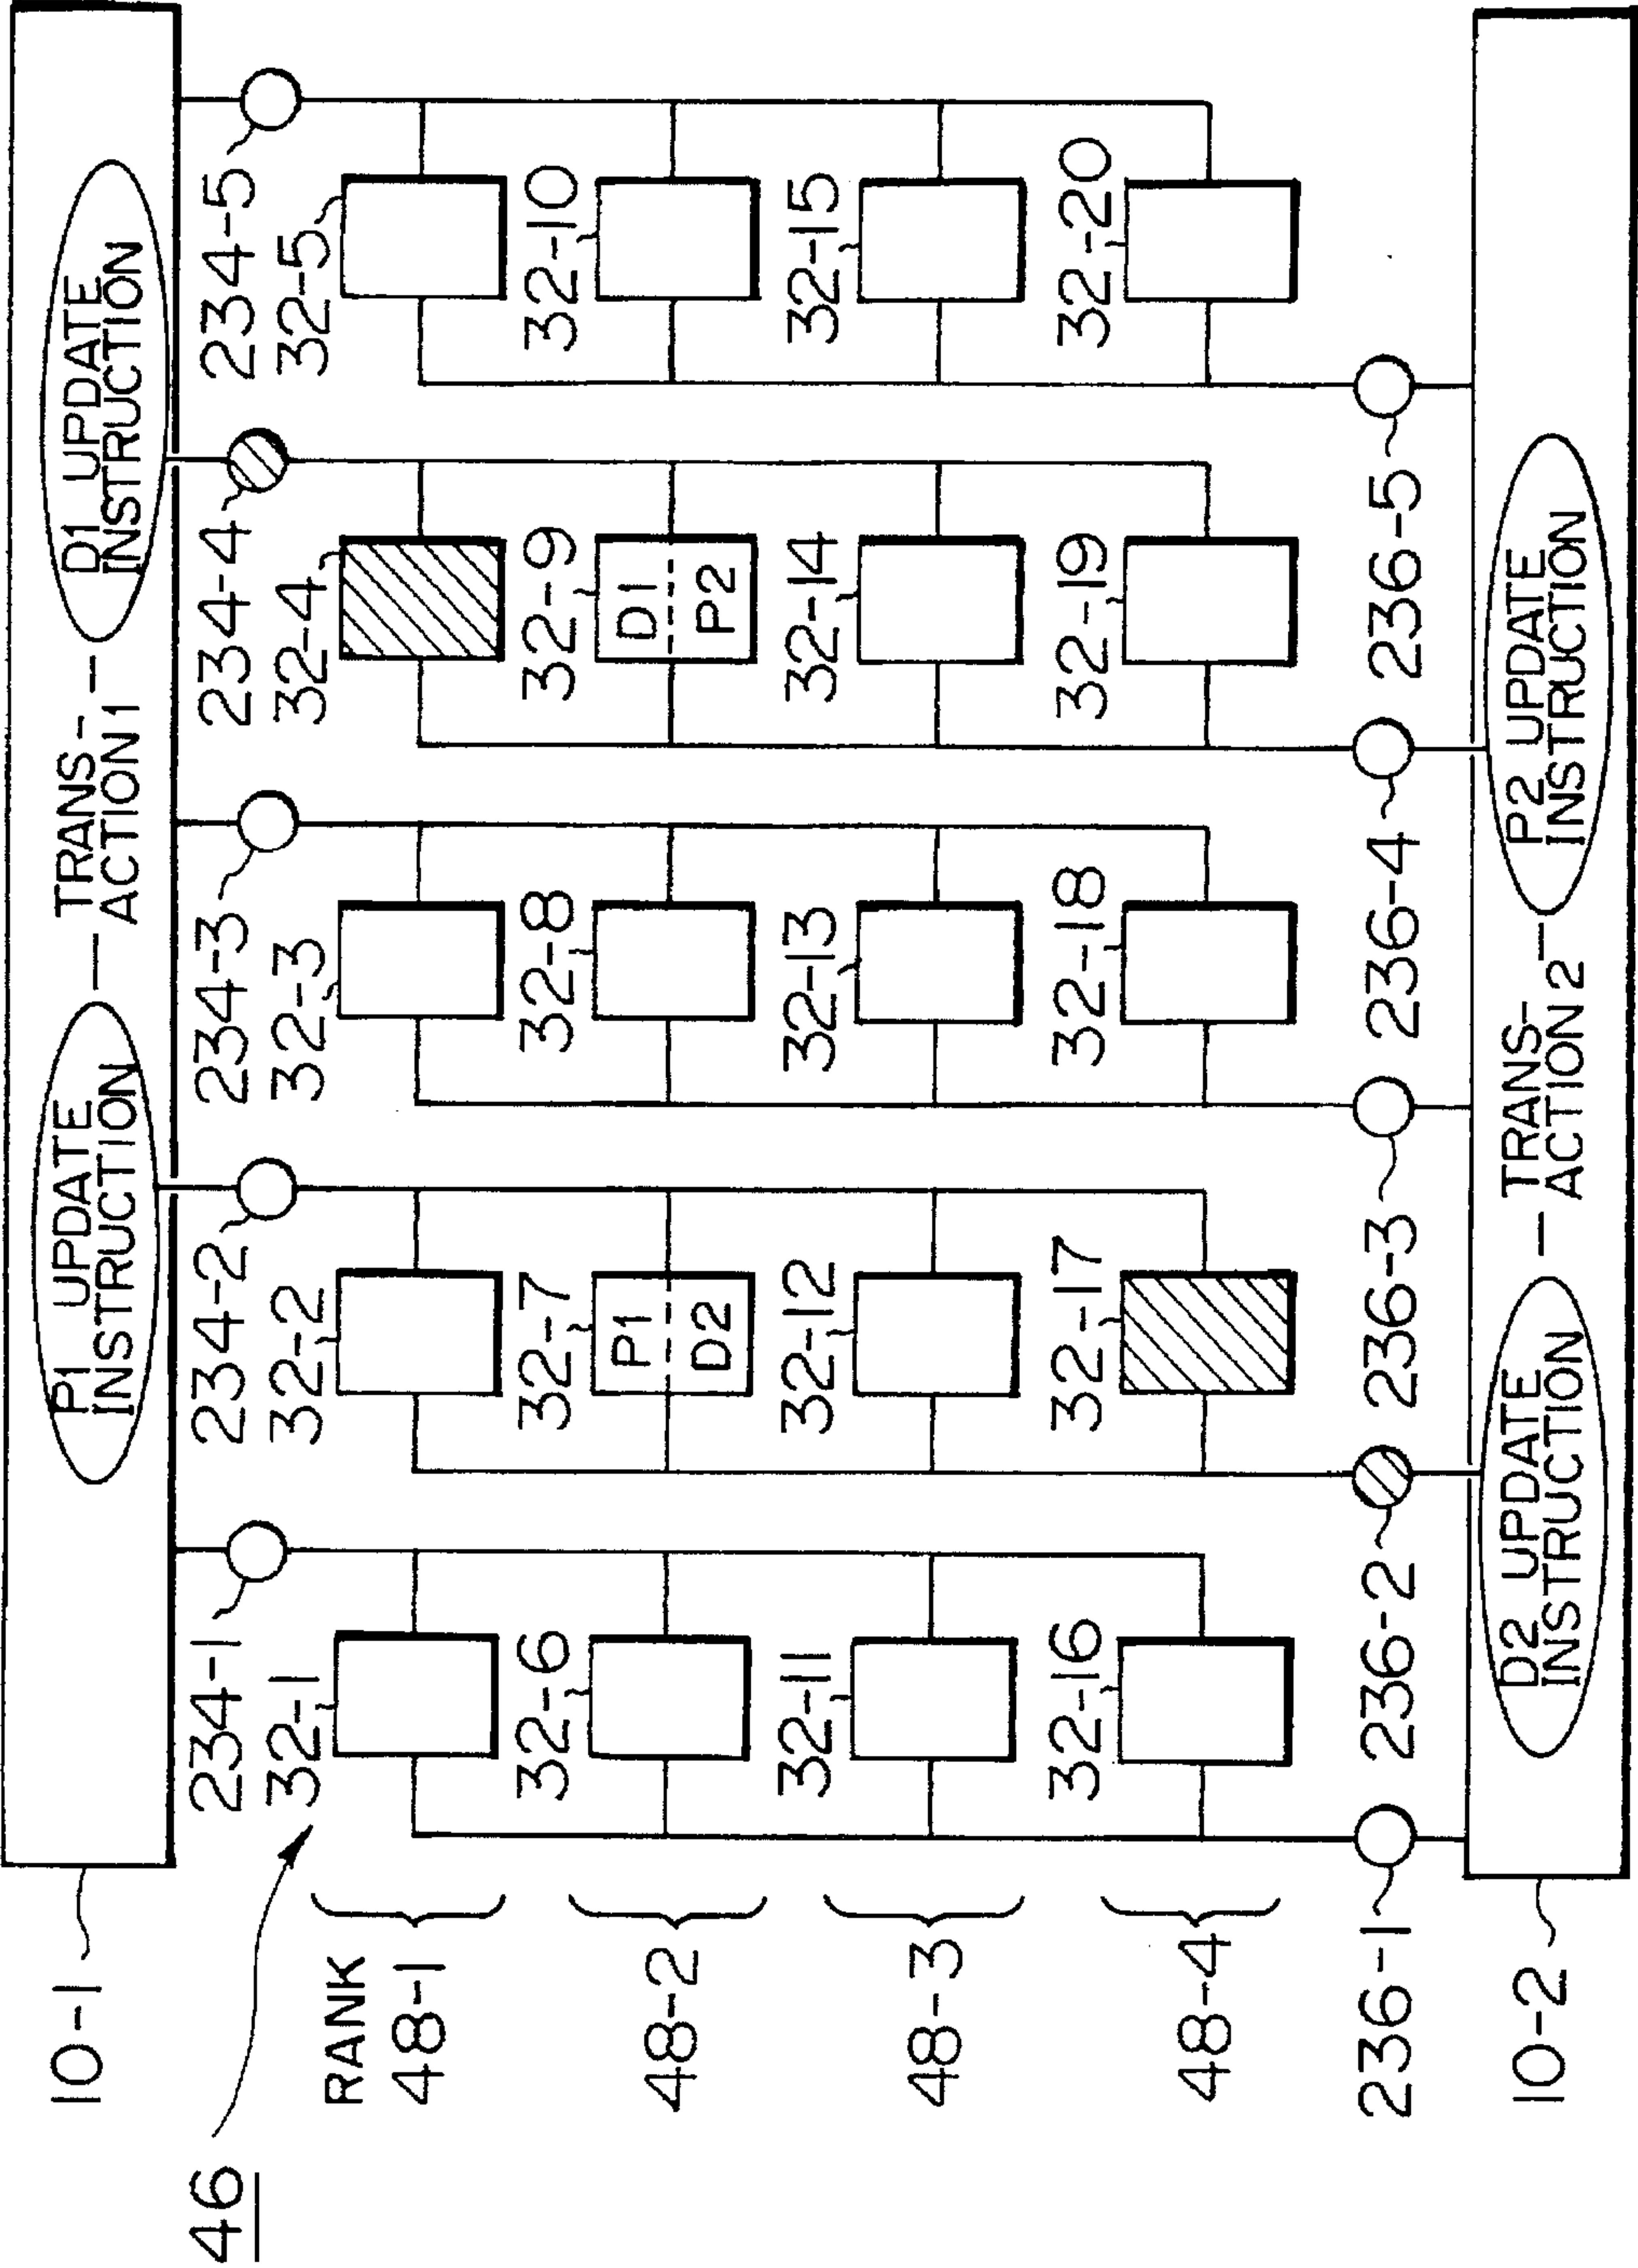 46
10-1
P1 UPDATE
INSTRUCTION
TRANS-
ACTION 1
D1 UPDATE
INSTRUCTION
234-1
234-2
234-3
234-4
234-5
RANK
48-1
32-1
32-2
32-3
32-4
32-5
48-2
32-6
32-7
32-8
32-9
32-10
P1
D2
D1
P2
48-3
32-11
32-12
32-13
32-14
32-15
48-4
32-16
32-17
32-18
32-19
32-20
236-1
236-2
236-3
236-4
236-5
10-2
D2 UPDATE
INSTRUCTION
TRANS-
ACTION 2
P2 UPDATE
INSTRUCTION